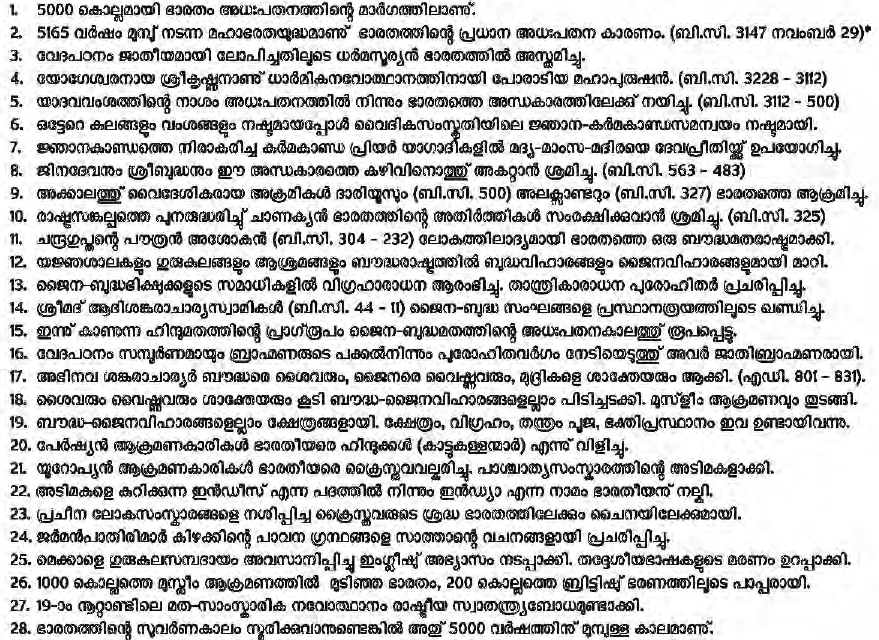 1. 5000 കൊല്ലമായി ഭാരതം അധഃപതനത്തിന്റെ മാർഗത്തിലാണ്.
2. 5165 വർഷം മുമ്പ് നടന്ന മഹാഭാരതയുദ്ധമാണ് ഭാരതത്തിന്റെ പ്രധാന അധഃപതന കാരണം. (ബി.സി. 3147 നവംബർ 29)*
3. വേദപഠനം ജാതീയമായി ലോപിച്ചതിലൂടെ ധർമസൂര്യൻ ഭാരതത്തിൽ അസ്തമിച്ചു.
4. യോഗേശ്വരനായ ശ്രീകൃഷ്ണനാണ് ധാർമികനവോത്ഥാനത്തിനായി പോരാടിയ മഹാപുരുഷൻ. (ബി.സി. 3228 - 3112)
5. യാദവവംശത്തിന്റെ നാശം അധഃപതനത്തിൽ നിന്നും ഭാരതത്തെ അന്ധകാരത്തിലേക്ക് നയിച്ചു. (ബി.സി. 3112 - 500)
6. ഒട്ടേറെ കുലങ്ങളും വംശങ്ങളും നഷ്ടമായപ്പോൾ വൈദികസംസ്കൃതിയിലെ ജ്ഞാന-കർമകാണ്ഡസമന്വയം നഷ്ടമായി.
7. ജ്ഞാനകാണ്ഡത്തെ നിരാകരിച്ച കർമകാണ്ഡ പ്രിയർ യാഗാദികളിൽ മദ്യ-മാംസ-മദിരയെ ദേവപ്രീതിയ്ക്ക് ഉപയോഗിച്ചു.
8. ജിനദേവനും ശ്രീബുദ്ധനും ഈ അന്ധകാരത്തെ കഴിവിനൊത്ത് അകറ്റാൻ ശ്രമിച്ചു. (ബി.സി. 563 - 483)
9. അക്കാലത്ത് വൈദേശികരായ അക്രമികൾ ദാരിയൂസും (ബി.സി. 500) അലക്സാണ്ടറും (ബി.സി. 327) ഭാരതത്തെ ആക്രമിച്ചു.
10. രാഷ്ട്രസങ്കല്പത്തെ പുനരുദ്ധരിച്ച് ചാണക്യൻ ഭാരതത്തിന്റെ അതിർത്തികൾ സംരക്ഷിക്കുവാൻ ശ്രമിച്ചു. (ബി.സി. 325)
11. ചന്ദ്രഗുപ്തന്റെ പൗത്രൻ അശോകൻ (ബി.സി. 304 - 232) ലോകത്തിലാദ്യമായി ഭാരതത്തെ ഒരു ബൗദ്ധമതരാഷ്ട്രമാക്കി.
12. യജ്ഞശാലകളും ഗുരുകുലങ്ങളും ആശ്രമങ്ങളും ബൗദ്ധരാഷ്ട്രത്തിൽ ബുദ്ധവിഹാരങ്ങളും ജൈനവിഹാരങ്ങളുമായി മാറി.
13. ജൈന-ബുദ്ധഭിക്ഷുക്കളുടെ സമാധികളിൽ വിഗ്രഹാരാധന ആരംഭിച്ചു. താന്ത്രികാരാധന പുരോഹിതർ പ്രചരിപ്പിച്ചു.
14. ശ്രീമദ് ആദിശങ്കരാചാര്യസ്വാമികൾ (ബി.സി. 44 - 11) ജൈന-ബുദ്ധ സംഘങ്ങളെ പ്രസ്ഥാനത്രയത്തിലൂടെ ഖണ്ഡിച്ചു.
15. ഇന്ന് കാണുന്ന ഹിന്ദുമതത്തിന്റെ പ്രാഗ്‌രൂപം ജൈന-ബുദ്ധമതത്തിന്റെ അധഃപതനകാലത്ത് രൂപപ്പെട്ടു.
16. വേദപഠനം സമ്പൂർണമായും ബ്രാഹ്മണരുടെ പക്കൽനിന്നും പുരോഹിതവർഗം നേടിയെടുത്ത് അവർ ജാതിബ്രാഹ്മണരായി.
17. അഭിനവ ശങ്കരാചാര്യർ ബൗദ്ധരെ ശൈവരും, ജൈനരെ വൈഷ്ണവരും, മുദ്രികളെ ശാക്തേയരും ആക്കി. (എഡി. 801 - 831).
18. ശൈവരും വൈഷ്ണവരും ശാക്തേയരും കൂടി ബൗദ്ധ-ജൈനവിഹാരങ്ങളെല്ലാം പിടിച്ചടക്കി. മുസ്ളീം ആക്രമണവും തുടങ്ങി.
19. ബൗദ്ധ-ജൈനവിഹാരങ്ങളെല്ലാം ക്ഷേത്രങ്ങളായി. ക്ഷേത്രം, വിഗ്രഹം, തന്ത്രം പൂജ, ഭക്തിപ്രസ്ഥാനം ഇവ ഉണ്ടായിവന്നു.
20. പേർഷ്യൻ ആക്രമണകാരികൾ ഭാരതീയരെ ഹിന്ദുക്കൾ (കാട്ടുകള്ളന്മാർ) എന്ന് വിളിച്ചു.
21. യൂറോപ്യൻ ആക്രമണകാരികൾ ഭാരതീയരെ ക്രൈസ്തവവല്ക്കരിച്ചു. പാശ്ചാത്യസംസ്കാരത്തിന്റെ അടിമകളാക്കി.
22. അടിമകളെ കുറിക്കുന്ന ഇൻഡീസ് എന്ന പദത്തിൽ നിന്നും ഇൻഡ്യാ എന്ന നാമം ഭാരതീയന് നല്കി.
23. പ്രചീന ലോകസംസ്കാരങ്ങളെ നശിപ്പിച്ച ക്രൈസ്തവരുടെ ശ്രദ്ധ ഭാരതത്തിലേക്കും ചൈനയിലേക്കുമായി.
24. ജർമൻപാതിരിമാർ കിഴക്കിന്റെ പാവന ഗ്രന്ഥങ്ങളെ സാത്താന്റെ വചനങ്ങളായി പ്രചരിപ്പിച്ചു.
25. മെക്കാളെ ഗുരുകുലസമ്പദായം അവസാനിപ്പിച്ചു ഇംഗ്ലീഷ് അഭ്യാസം നടപ്പാക്കി. തദ്ദേശീയഭാഷകളുടെ മരണം ഉറപ്പാക്കി.
26. 1000 കൊല്ലത്തെ മുസ്ലീം ആക്രമണത്തിൽ മുടിഞ്ഞ ഭാരതം, 200 കൊല്ലത്തെ ബ്രിട്ടിഷ് ഭരണത്തിലൂടെ പാപ്പരായി.
27. 19-ാം നൂറ്റാണ്ടിലെ മത-സാംസ്കാരിക നവോത്ഥാനം രാഷ്ട്രീയ സ്വാതന്ത്ര്യബോധമുണ്ടാക്കി.
28. ഭാരതത്തിന്റെ സുവർണകാലം സ്മരിക്കുവാനുണ്ടെങ്കിൽ അത് 5000 വർഷത്തിന് മുമ്പുള്ള കാലമാണ്.